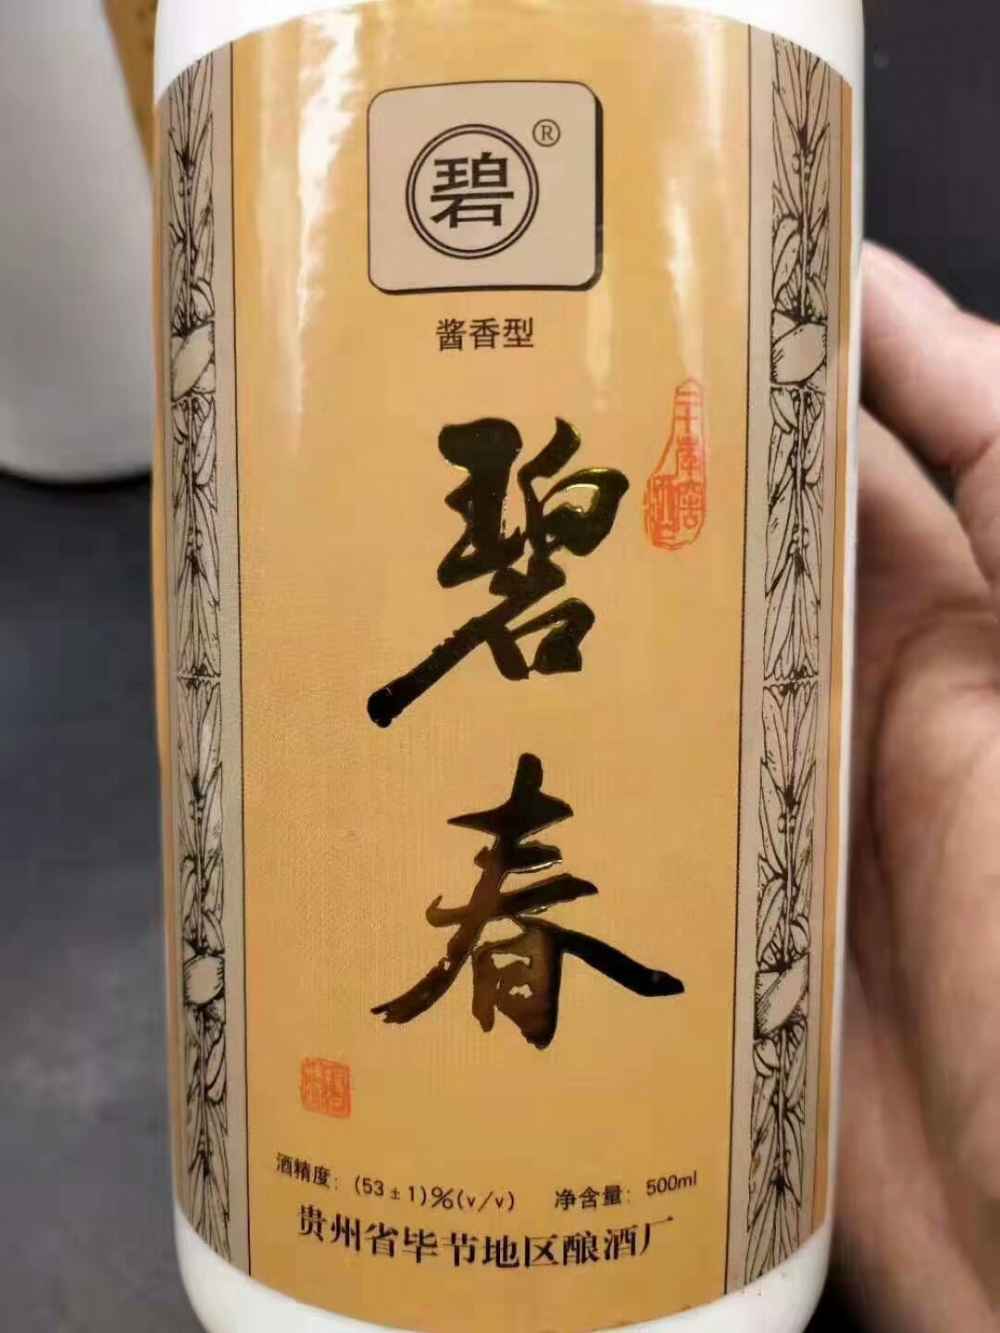 碧®
酱香型
碧春
酒精度：(53±1)%(v/v) 净含量：500ml
贵州省毕节地区酿酒厂